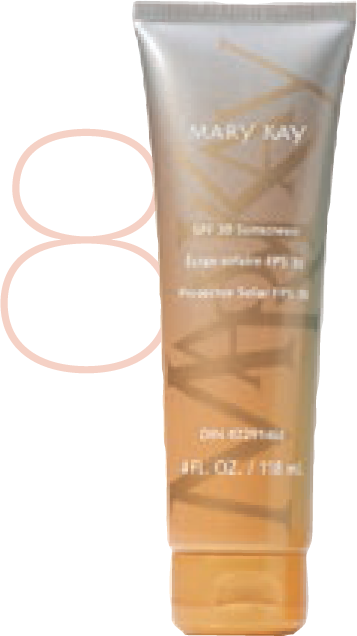 8
MARY KAY
SPF 30 Sunscreen
Écran solaire FPS 30
Protector Solar FPS 30
DIN
4 FL. OZ. / 118 mL
MARY KAY